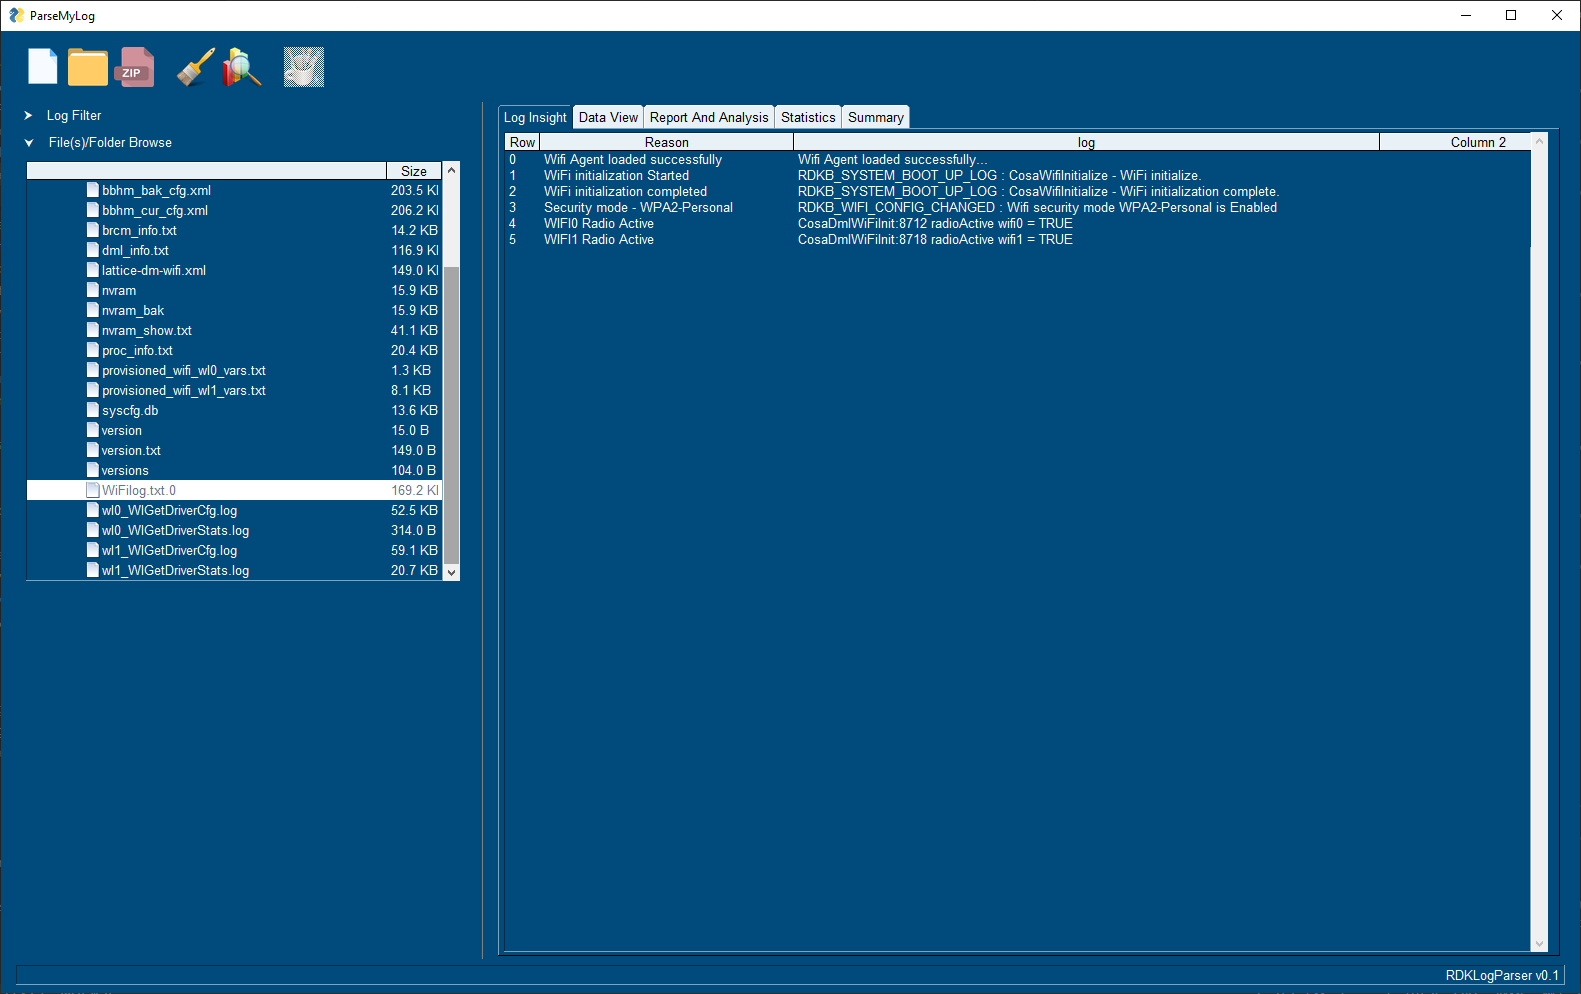 ParseMyLog
ZIP
Log Filter
File(s)/Folder Browse
Size
bbhm_bak_cfg.xml 203.5 KI
bbhm_cur_cfg.xml 206.2 KI
brcm_info.txt 14.2 KB
dml_info.txt 116.9 KI
lattice-dm-wifi.xml 149.0 KI
nvram 15.9 KB
nvram_bak 15.9 KB
nvram_show.txt 41.1 KB
proc_info.txt 20.4 KB
provisioned_wifi_wl0_vars.txt 1.3 KB
provisioned_wifi_wl1_vars.txt 8.1 KB
syscfg.db 13.6 KB
version 15.0 B
version.txt 149.0 B
versions 104.0 B
WiFilog.txt.0 169.2 KI
wl0_WlGetDriverCfg.log 52.5 KB
wl0_WlGetDriverStats.log 314.0 B
wl1_WlGetDriverCfg.log 59.1 KB
wl1_WlGetDriverStats.log 20.7 KB
Log Insight Data View Report And Analysis Statistics Summary
Row Reason log Column 2
0 Wifi Agent loaded successfully Wifi Agent loaded successfully...
1 WiFi initialization Started RDKB_SYSTEM_BOOT_UP_LOG : CosaWifiInitialize - WiFi initialize.
2 WiFi initialization completed RDKB_SYSTEM_BOOT_UP_LOG : CosaWifiInitialize - WiFi initialization complete.
3 Security mode - WPA2-Personal RDKB_WIFI_CONFIG_CHANGED : Wifi security mode WPA2-Personal is Enabled
4 WIFI0 Radio Active CosaDmlWiFiInit:8712 radioActive wifi0 = TRUE
5 WIFI1 Radio Active CosaDmlWiFiInit:8718 radioActive wifi1 = TRUE
RDKLogParser v0.1